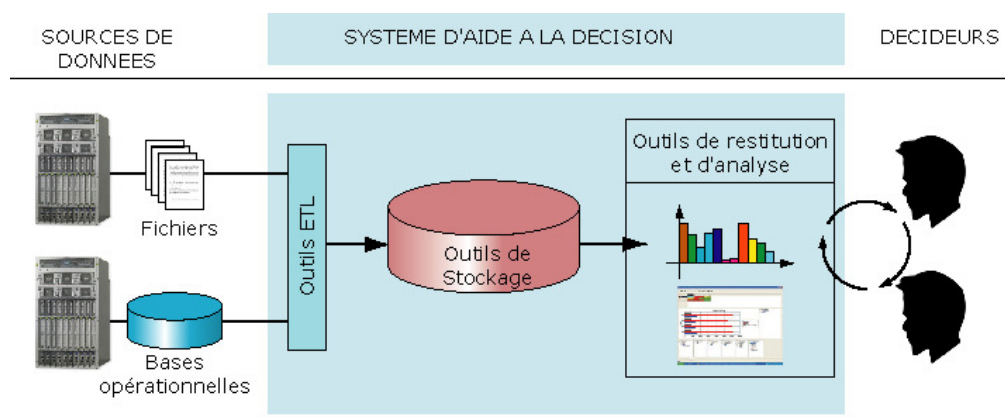 SOURCES DE
DONNEES
SYSTEME D'AIDE A LA DECISION
DECIDEURS
Fichiers
Bases
opérationnelles
Outils ETL
Outils de
Stockage
Outils de restitution
et d'analyse